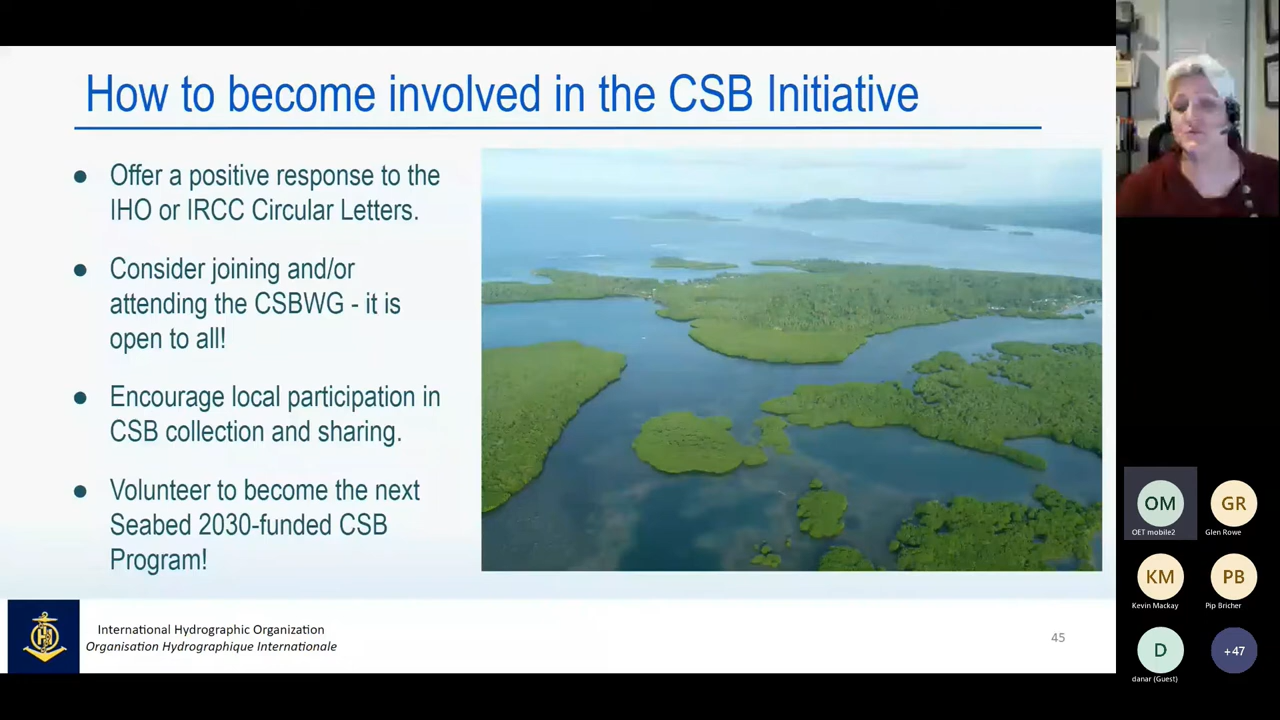 How to become involved in the CSB Initiative
● Offer a positive response to the
IHO or IRCC Circular Letters.
● Consider joining and/or
attending the CSBWG - it is
open to all!
● Encourage local participation in
CSB collection and sharing.
● Volunteer to become the next
Seabed 2030-funded CSB
Program!
International Hydrographic Organization
Organisation Hydrographique Internationale
45
OM
OET mobile2
GR
Glen Rowe
KM
Kevin Mackay
PB
Pip Bricher
D
danar (Guest)
+47